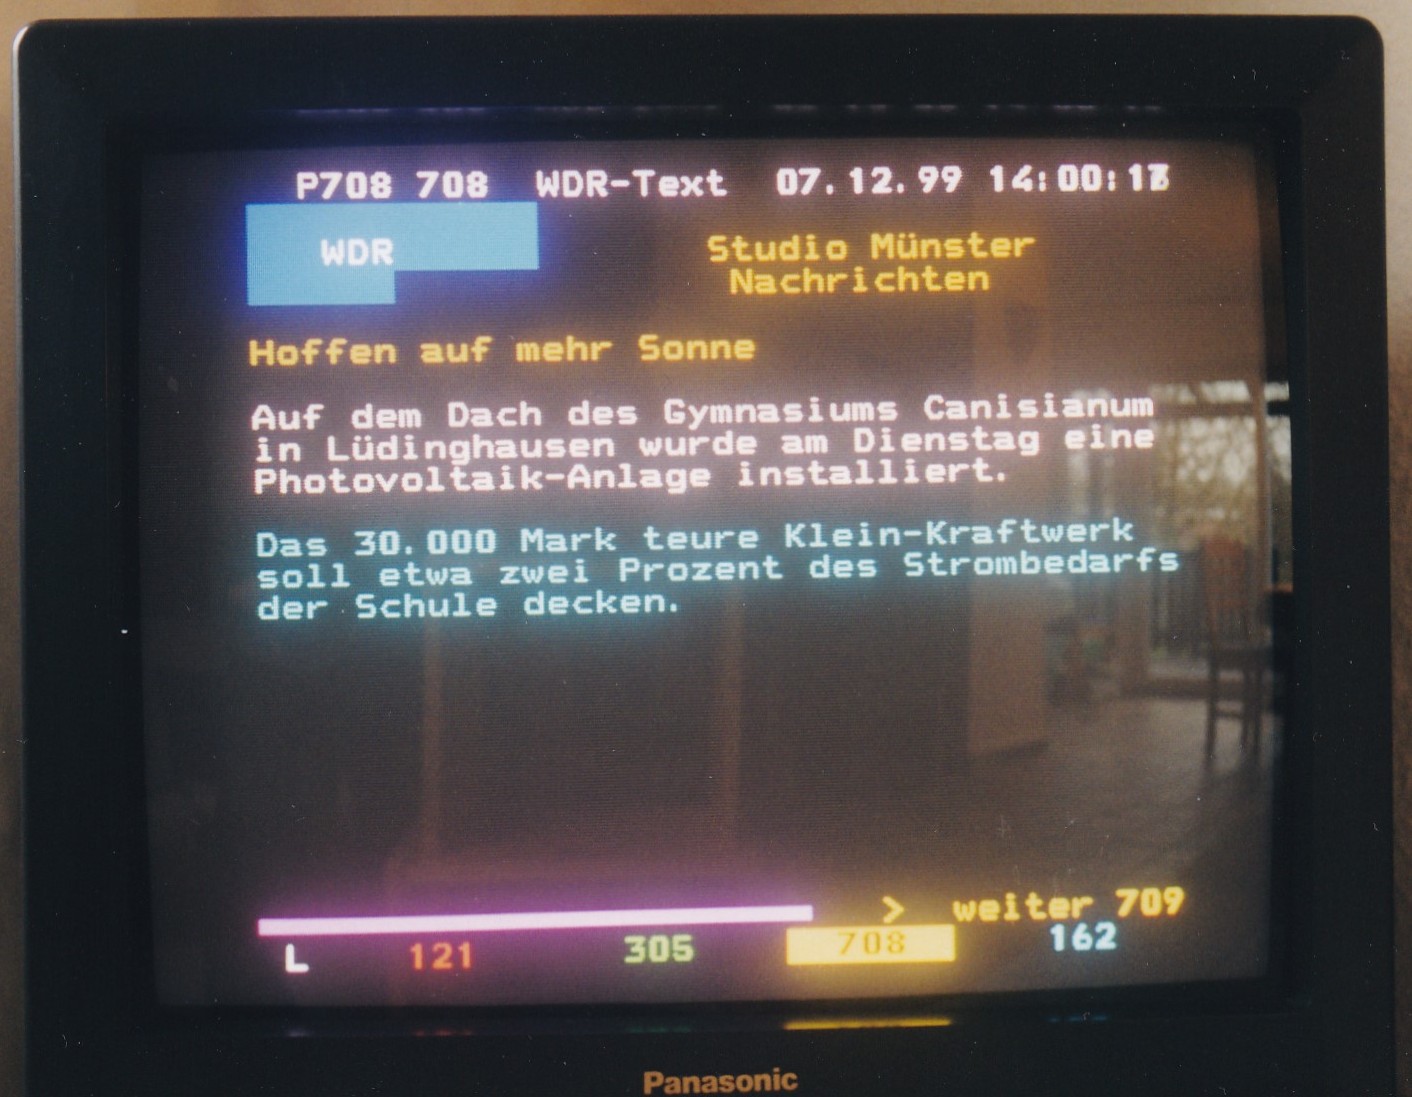 P708 708 WDR-Text 07.12.99 14:00:
WDR
Studio Münster
Nachrichten
Hoffen auf mehr Sonne
Auf dem Dach des Gymnasiums Canisianum
in Lüdinghausen wurde am Dienstag eine
Photovoltaik-Anlage installiert.
Das 30.000 Mark teure Klein-Kraftwerk
soll etwa zwei Prozent des Strombedarfs
der Schule decken.
> weiter 709
L 121 305 708 162
Panasonic